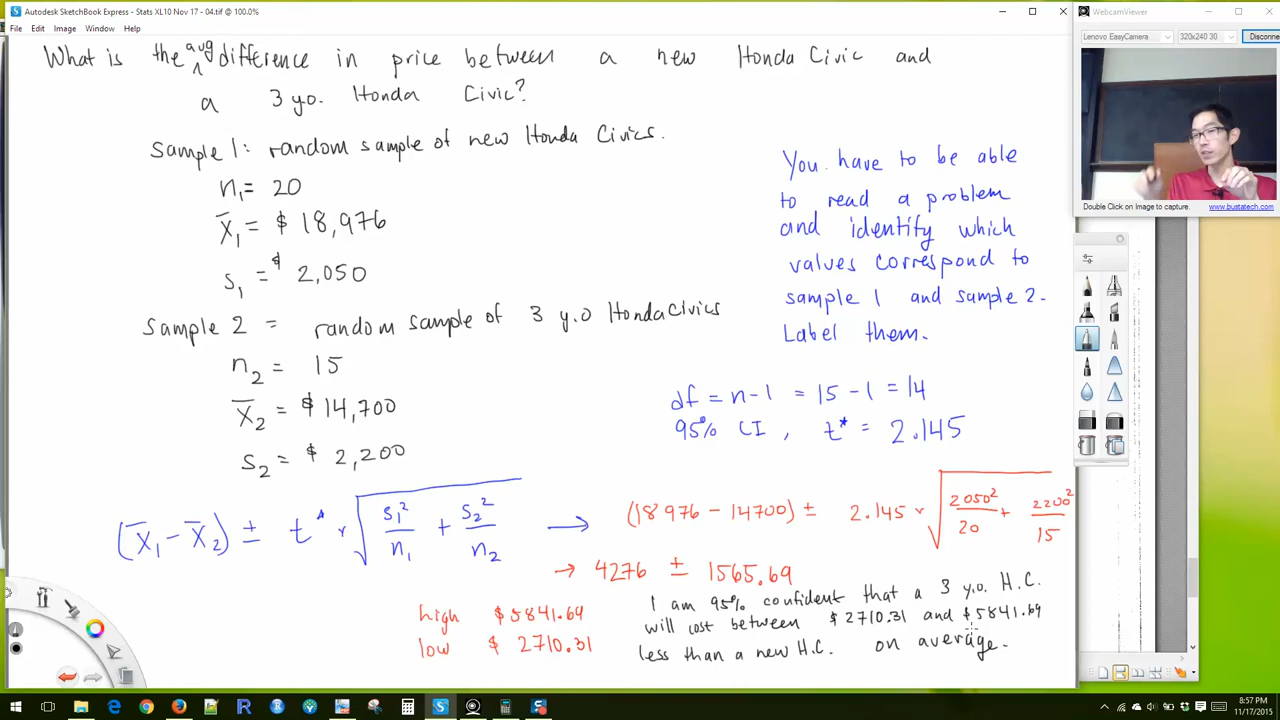 Autodesk SketchBook Express - Stats XL10 Nov 17 - 04.tif @ 100.0%
WebcamViewer
File Edit Image Window Help
Lenovo EasyCamera 320x240 30 Disconne
What is the avg difference in price between a new Honda Civic and
a 3 y.o. Honda Civic?
Sample 1: random sample of new Honda Civics.
n₁ = 20
x̄₁ = $ 18,976
s₁ = $ 2,050
Sample 2 = random sample of 3 y.o Honda Civics
n₂ = 15
x̄₂ = $ 14,700
s₂ = $ 2,200
You have to be able
to read a problem
and identify which
values correspond to
sample 1 and sample 2.
Label them.
Double Click on Image to capture. www.bustatech.com
df = n-1 = 15-1 = 14
95% CI, t* = 2.145
(x̄₁ - x̄₂) ± t* √(s₁²/n₁ + s₂²/n₂) →
(18976 - 14700) ± 2.145 √(2050²/20 + 2200²/15)
→ 4276 ± 1565.69
high $5841.69
low $2710.31
I am 95% confident that a 3 y.o. H.C.
will cost between $2710.31 and $5841.69
less than a new H.C. on average.
8:57 PM
11/17/2015